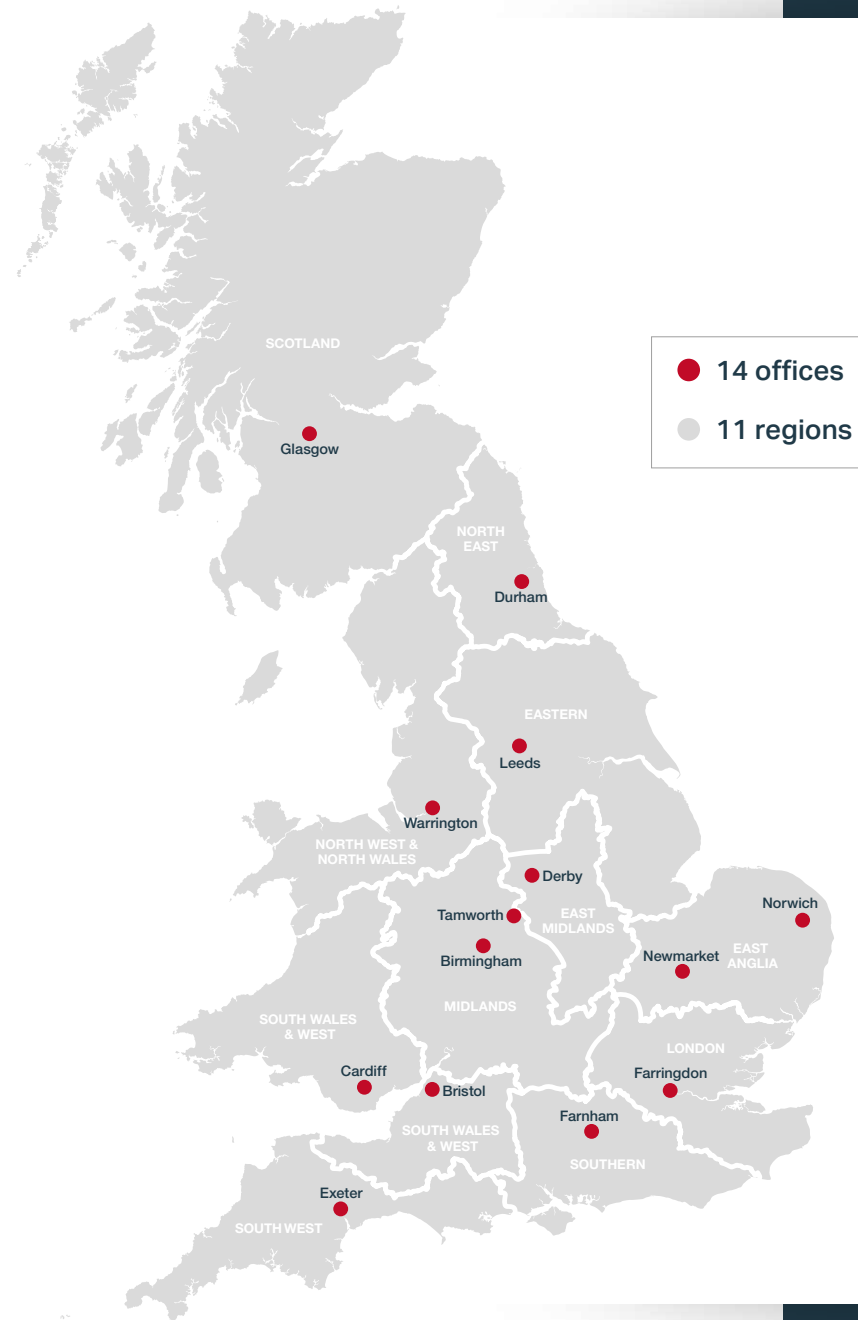 SCOTLAND
14 offices
11 regions
Glasgow
NORTH
EAST
Durham
EASTERN
Leeds
Warrington
NORTH WEST &
NORTH WALES
Derby
Tamworth
EAST
MIDLANDS
Birmingham
Norwich
Newmarket
EAST
ANGLIA
MIDLANDS
SOUTH WALES
& WEST
LONDON
Cardiff
Farringdon
Bristol
Farnham
SOUTH WALES
& WEST
SOUTHERN
Exeter
SOUTH WEST